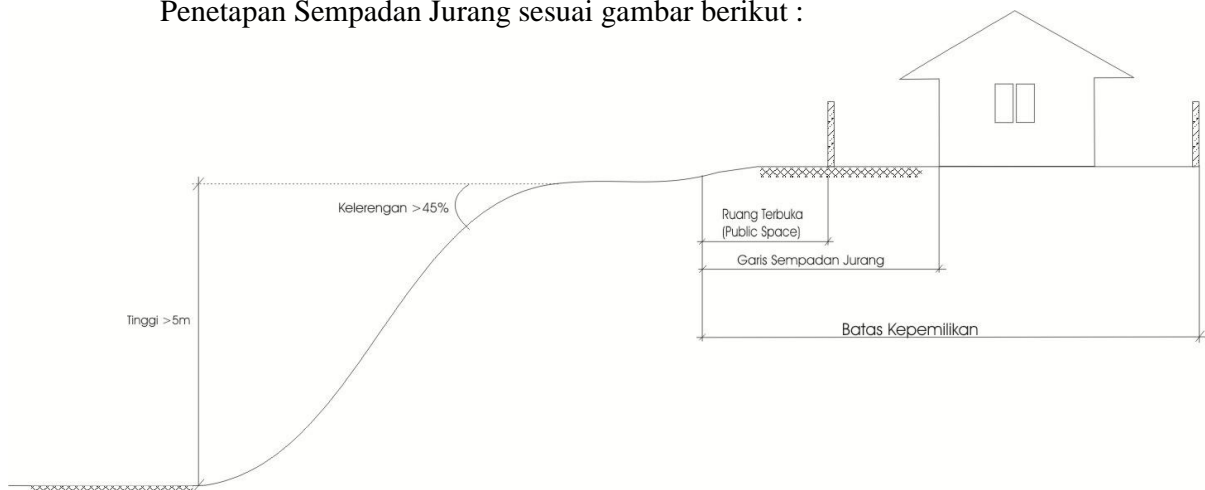 Penetapan Sempadan Jurang sesuai gambar berikut :
Kelerengan >45%
Ruang Terbuka
(Public Space)
Garis Sempadan Jurang
Tinggi >5m
Batas Kepemilikan